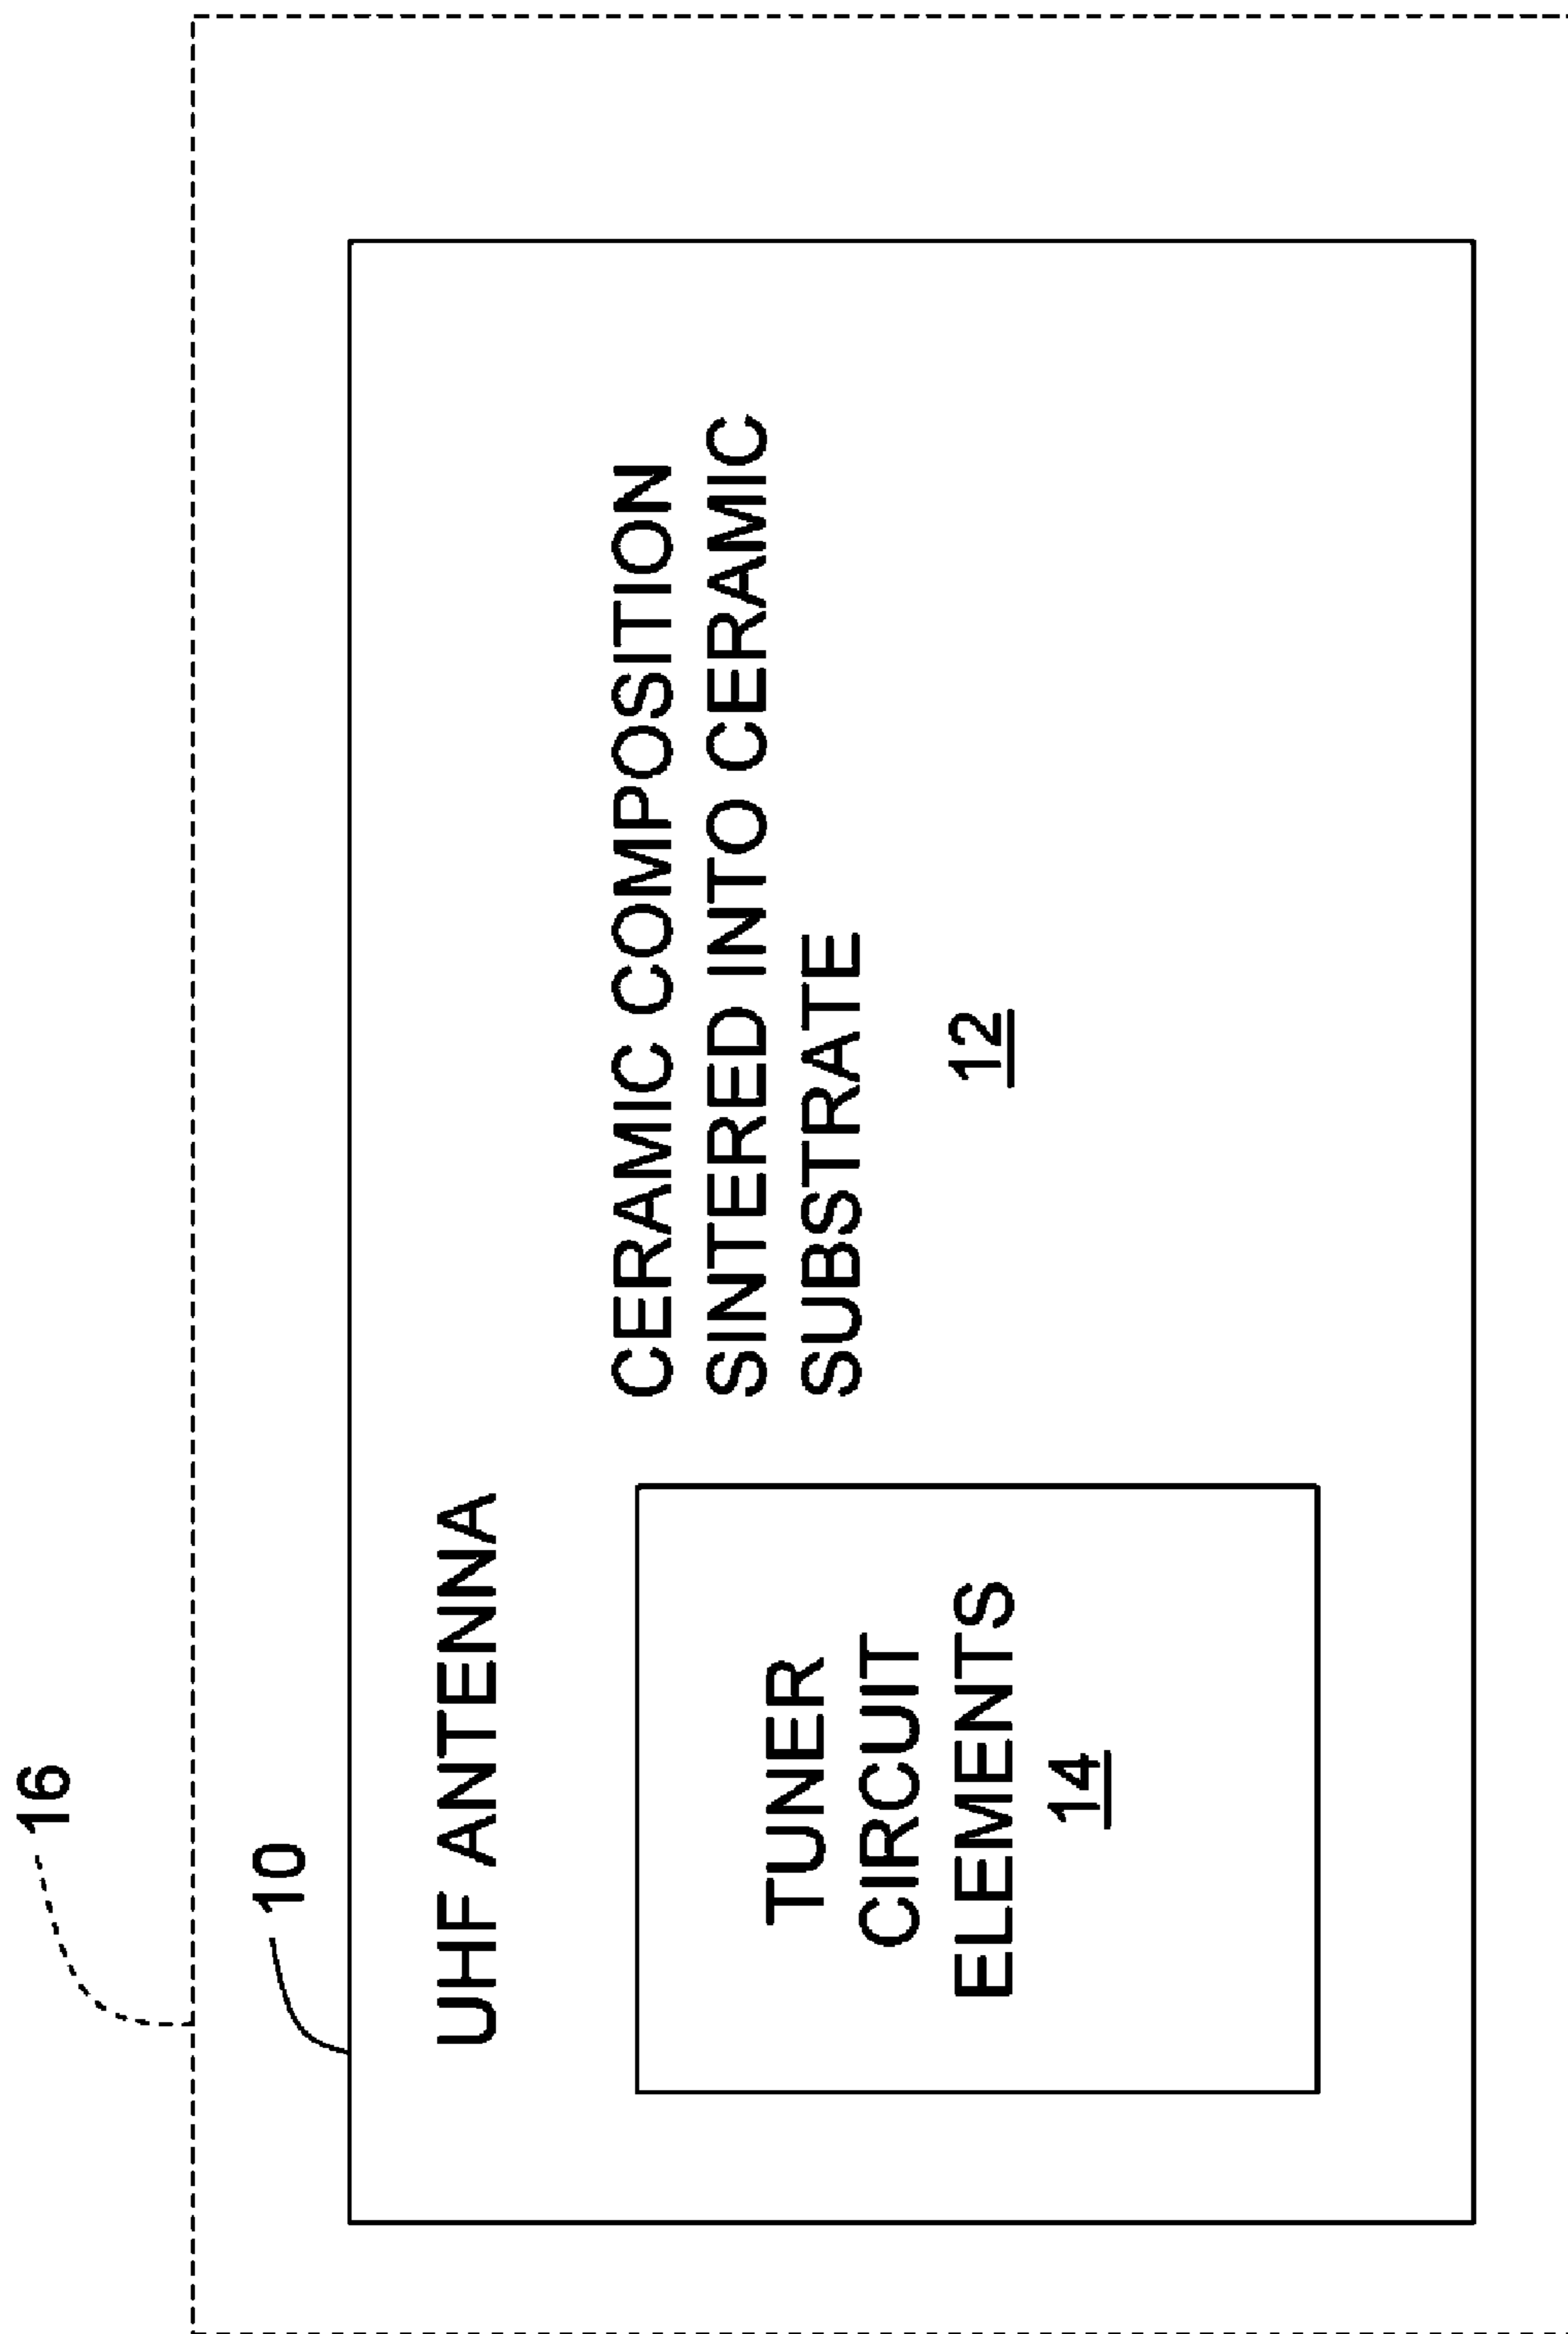 16
10
UHF ANTENNA
TUNER
CIRCUIT
ELEMENTS
14
CERAMIC COMPOSITION
SINTERED INTO CERAMIC
SUBSTRATE
12